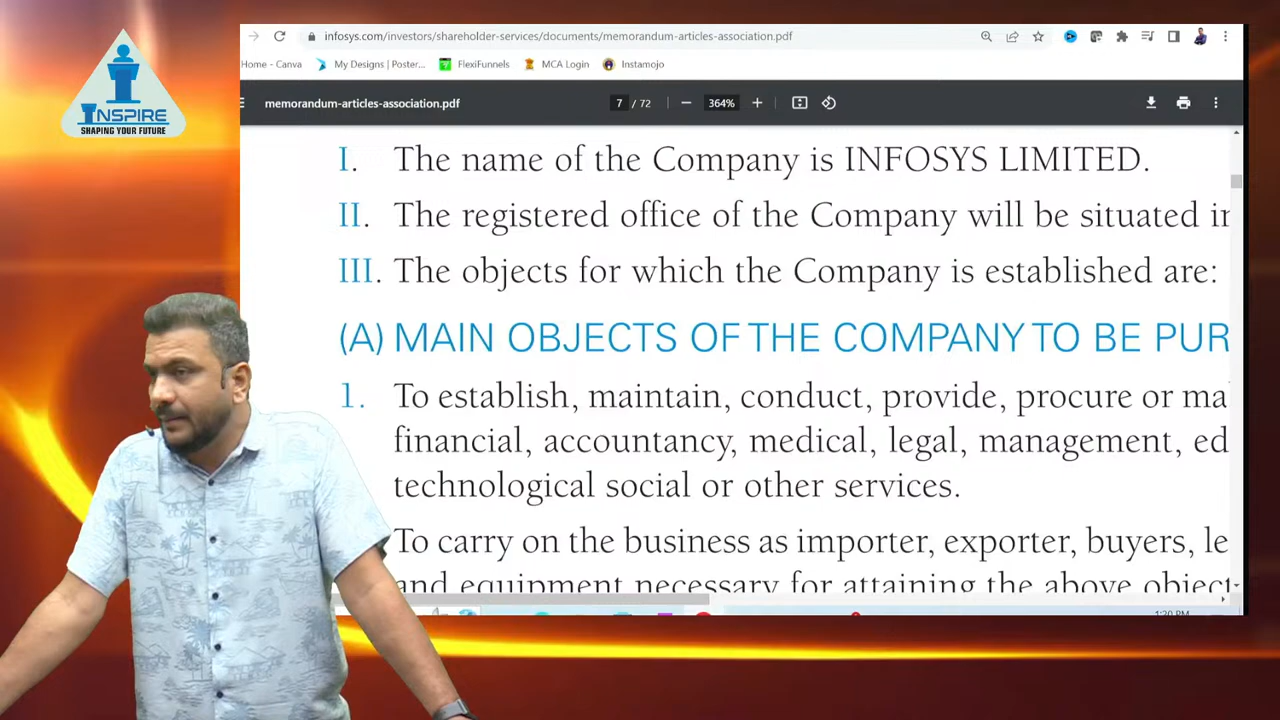 INSPIRE
SHAPING YOUR FUTURE
infosys.com/investors/shareholder-services/documents/memorandum-articles-association.pdf
Home - Canva My Designs | Poster... FlexiFunnels MCA Login Instamojo
memorandum-articles-association.pdf 7 / 72 364%
I. The name of the Company is INFOSYS LIMITED.
II. The registered office of the Company will be situated in
III. The objects for which the Company is established are:
(A) MAIN OBJECTS OF THE COMPANY TO BE PUR
1. To establish, maintain, conduct, provide, procure or ma
financial, accountancy, medical, legal, management, ed
technological social or other services.
To carry on the business as importer, exporter, buyers, le
and equipment necessary for attaining the above object
1:20 PM